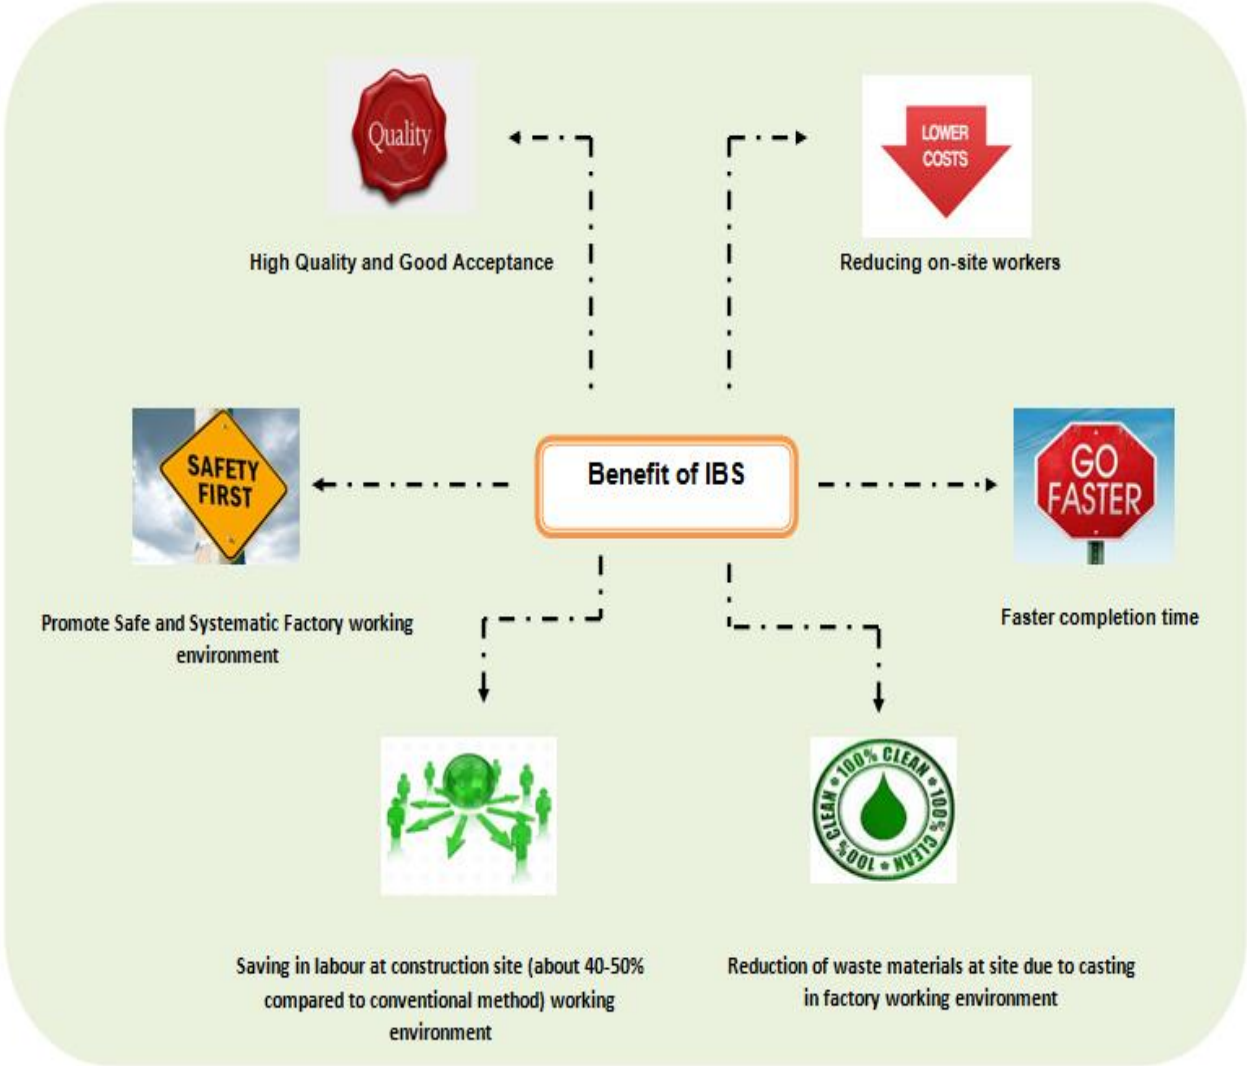 Quality
LOWER
COSTS
High Quality and Good Acceptance
Reducing on-site workers
SAFETY
FIRST
Benefit of IBS
GO
FASTER
Promote Safe and Systematic Factory working
environment
Faster completion time
100% CLEAN * 100% CLEAN * 100% CLEAN * 100% CLEAN *
Saving in labour at construction site (about 40-50%
compared to conventional method) working
environment
Reduction of waste materials at site due to casting
in factory working environment